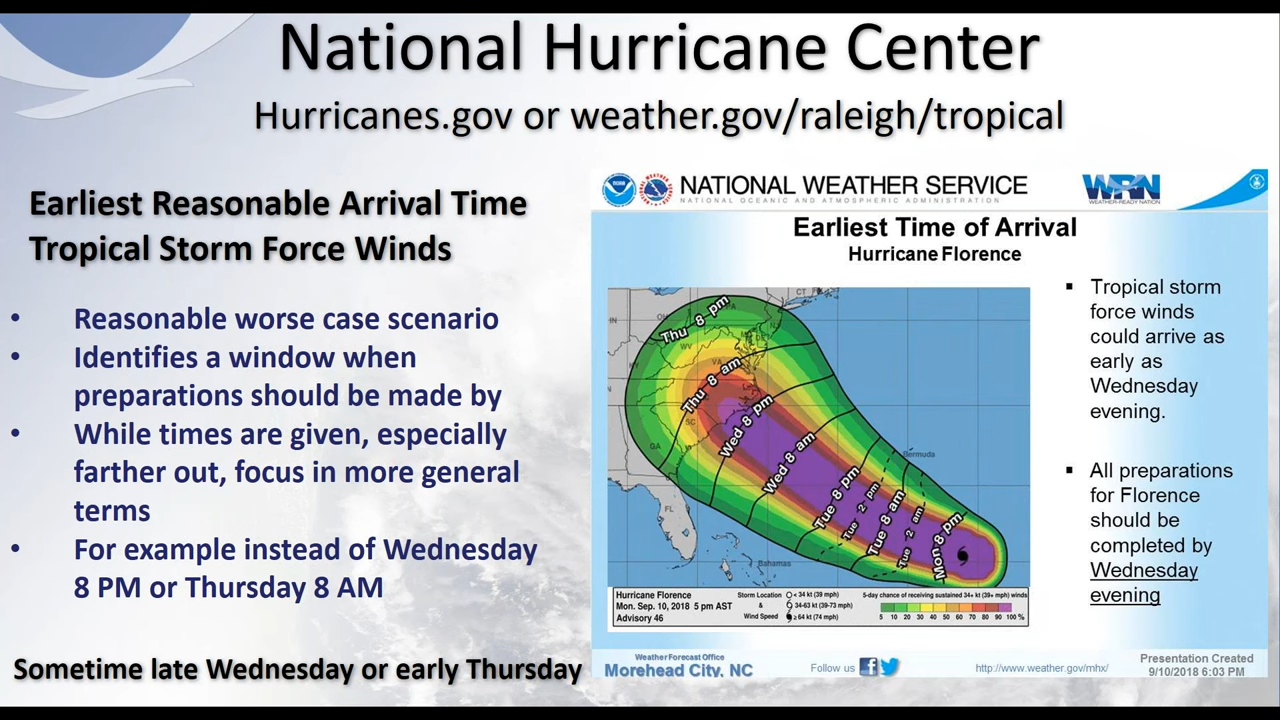 National Hurricane Center
Hurricanes.gov or weather.gov/raleigh/tropical
Earliest Reasonable Arrival Time
Tropical Storm Force Winds
• Reasonable worse case scenario
• Identifies a window when
preparations should be made by
• While times are given, especially
farther out, focus in more general
terms
• For example instead of Wednesday
8 PM or Thursday 8 AM
Sometime late Wednesday or early Thursday
NATIONAL WEATHER SERVICE
NATIONAL OCEANIC AND ATMOSPHERIC ADMINISTRATION
WRN
WEATHER-READY NATION
Earliest Time of Arrival
Hurricane Florence
Thu 8 pm
Thu 8 am
Wed 8 pm
Wed 8 am
Tue 8 pm
Tue 2 pm
Tue 8 am
Tue 2 am
Mon 8 pm
CT
NJ
WV
VA
SC
GA
FL
Bermuda
Bahamas
Hurricane Florence
Mon. Sep. 10, 2018 5 pm AST
Advisory 46
Storm Location
&
Wind Speed
< 34 kt (39 mph)
34-63 kt (39-73 mph)
≥ 64 kt (74 mph)
5-day chance of receiving sustained 34+ kt (39+ mph) winds
5 10 20 30 40 50 60 70 80 90 100 %
▪ Tropical storm
force winds
could arrive as
early as
Wednesday
evening.
▪ All preparations
for Florence
should be
completed by
Wednesday
evening
Weather Forecast Office
Morehead City, NC
Follow us
http://www.weather.gov/mhx/
Presentation Created
9/10/2018 6:03 PM